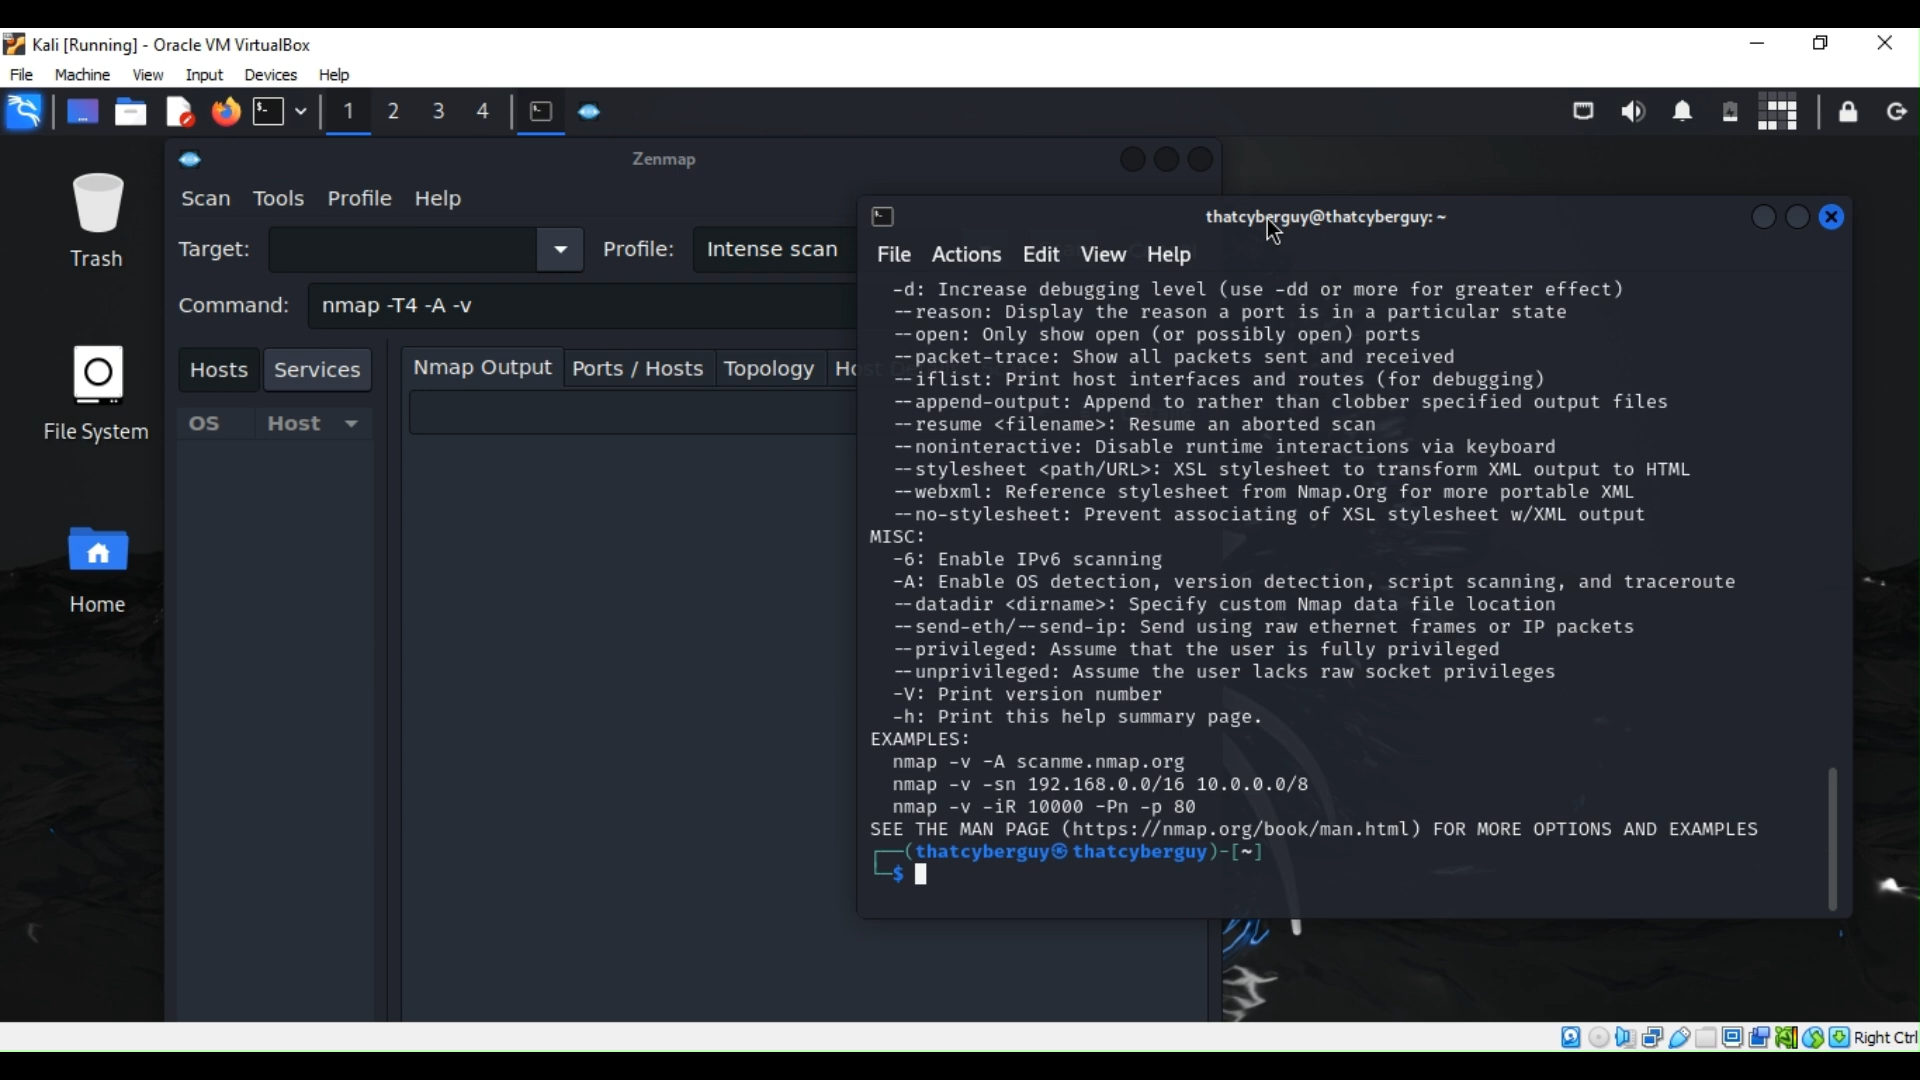 Kali [Running] - Oracle VM VirtualBox
File Machine View Input Devices Help
1 2 3 4
Trash
File System
Home
Zenmap
Scan Tools Profile Help
Target: Profile: Intense scan
Command: nmap -T4 -A -v
Hosts Services
Nmap Output Ports / Hosts Topology
OS Host
thatcyberguy@thatcyberguy: ~
File Actions Edit View Help
-d: Increase debugging level (use -dd or more for greater effect)
--reason: Display the reason a port is in a particular state
--open: Only show open (or possibly open) ports
--packet-trace: Show all packets sent and received
--iflist: Print host interfaces and routes (for debugging)
--append-output: Append to rather than clobber specified output files
--resume <filename>: Resume an aborted scan
--noninteractive: Disable runtime interactions via keyboard
--stylesheet <path/URL>: XSL stylesheet to transform XML output to HTML
--webxml: Reference stylesheet from Nmap.Org for more portable XML
--no-stylesheet: Prevent associating of XSL stylesheet w/XML output
MISC:
-6: Enable IPv6 scanning
-A: Enable OS detection, version detection, script scanning, and traceroute
--datadir <dirname>: Specify custom Nmap data file location
--send-eth/--send-ip: Send using raw ethernet frames or IP packets
--privileged: Assume that the user is fully privileged
--unprivileged: Assume the user lacks raw socket privileges
-V: Print version number
-h: Print this help summary page.
EXAMPLES:
nmap -v -A scanme.nmap.org
nmap -v -sn 192.168.0.0/16 10.0.0.0/8
nmap -v -iR 10000 -Pn -p 80
SEE THE MAN PAGE (https://nmap.org/book/man.html) FOR MORE OPTIONS AND EXAMPLES
┌──(thatcyberguy㉿thatcyberguy)-[~]
└─$
Right Ctrl